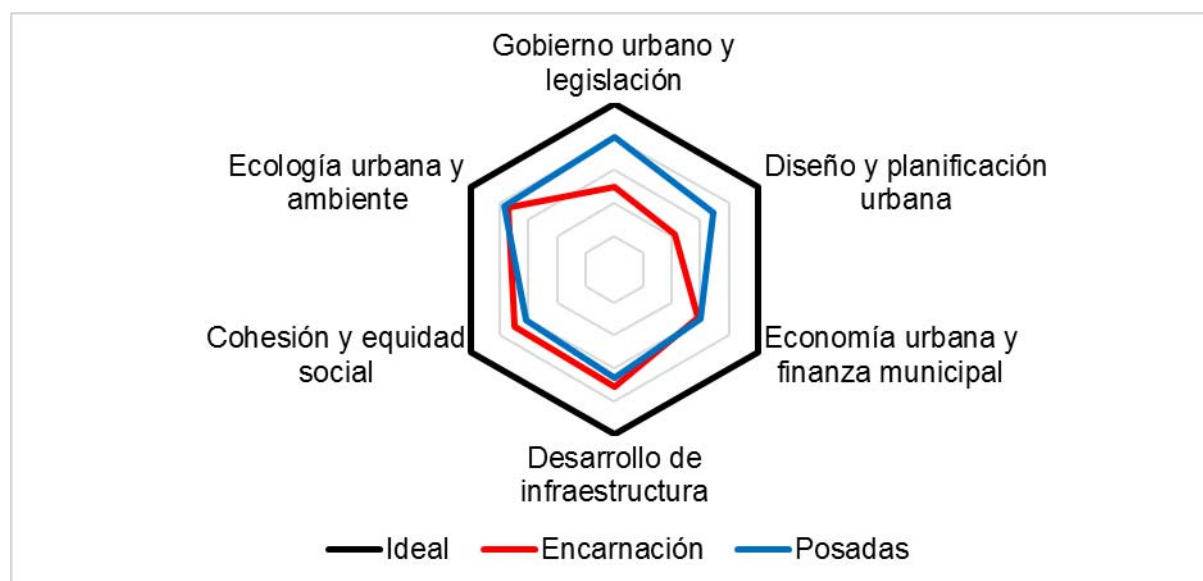 Gobierno urbano y
legislación
Ecología urbana y
ambiente
Diseño y planificación
urbana
Cohesión y equidad
social
Economía urbana y
finanza municipal
Desarrollo de
infraestructura
Ideal
Encarnación
Posadas